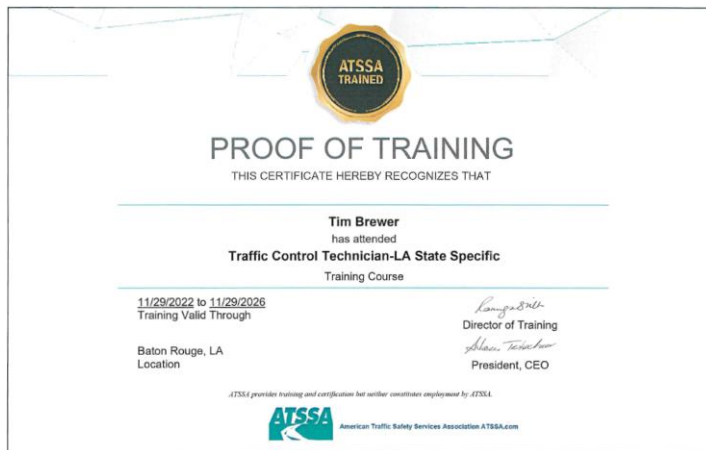 ATSSA
TRAINED
PROOF OF TRAINING
THIS CERTIFICATE HEREBY RECOGNIZES THAT
Tim Brewer
has attended
Traffic Control Technician-LA State Specific
Training Course
11/29/2022 to 11/29/2026
Training Valid Through
Director of Training
Baton Rouge, LA
Location
President, CEO
ATSSA provides training and certification but neither constitutes employment by ATSSA.
ATSSA
American Traffic Safety Services Association ATSSA.com